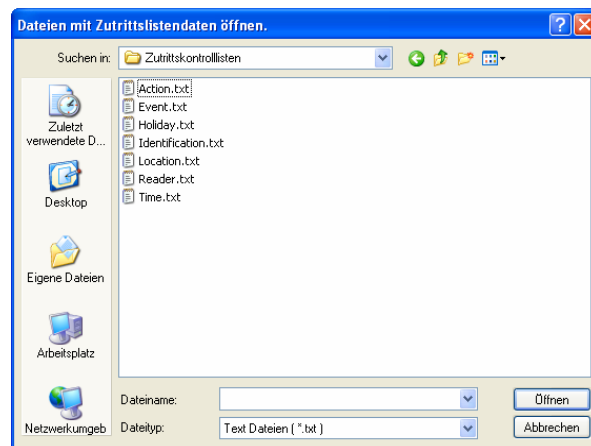 Dateien mit Zutrittslistendaten öffnen.
Suchen in:
Zutrittskontrolllisten
Zuletzt
verwendete D...
Desktop
Eigene Dateien
Arbeitsplatz
Netzwerkumgeb
Action.txt
Event.txt
Holiday.txt
Identification.txt
Location.txt
Reader.txt
Time.txt
Dateiname:
Öffnen
Dateityp:
Text Dateien ( *.txt )
Abbrechen